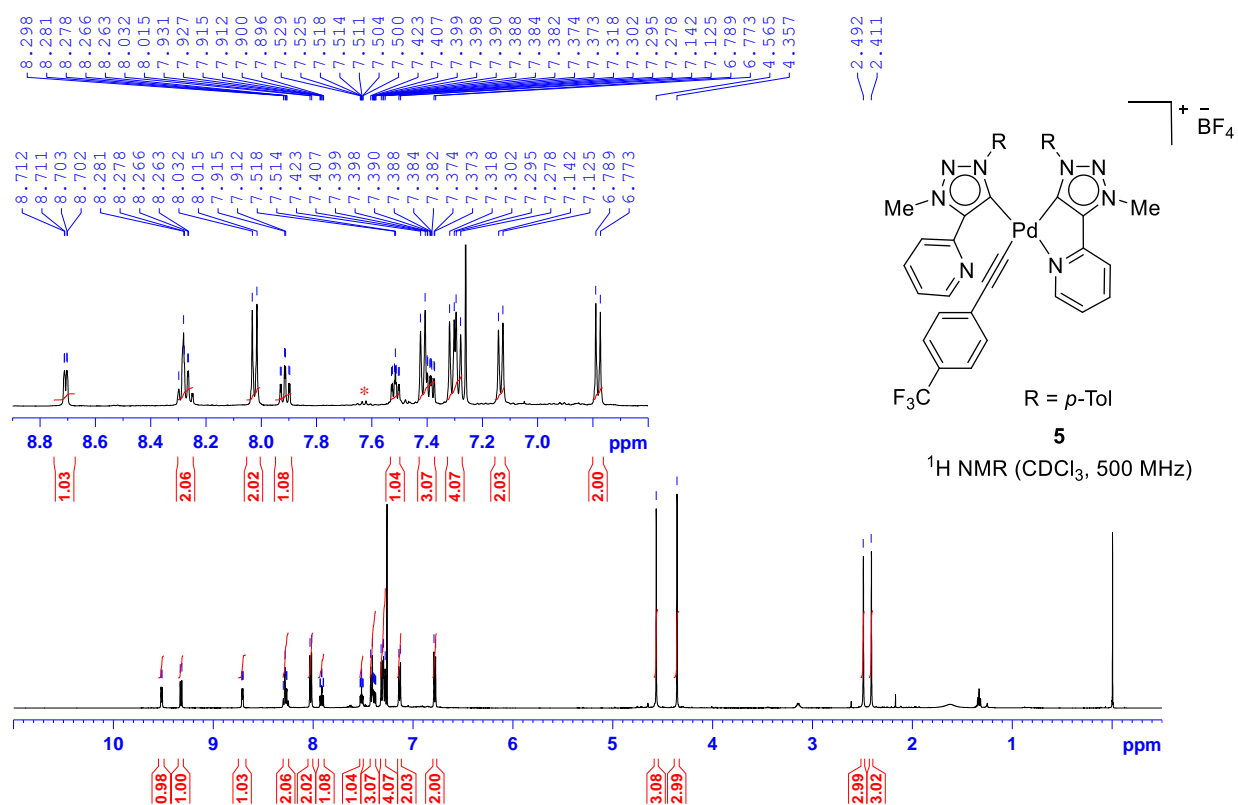 8.298 8.281 8.278 8.266 8.263 8.032 8.015 7.931 7.927 7.915 7.912 7.900 7.896 7.529 7.525 7.518 7.514 7.511 7.504 7.500 7.423 7.407 7.399 7.398 7.390 7.388 7.384 7.382 7.374 7.373 7.318 7.302 7.295 7.278 7.142 7.125 6.789 6.773 4.565 4.357 2.492 2.411
8.712 8.711 8.703 8.702 8.281 8.278 8.266 8.263 8.032 8.015 7.915 7.912 7.518 7.514 7.423 7.407 7.399 7.398 7.390 7.388 7.384 7.382 7.374 7.373 7.318 7.302 7.295 7.278 7.142 7.125 6.789 6.773
*
8.8 8.6 8.4 8.2 8.0 7.8 7.6 7.4 7.2 7.0 ppm
1.03 2.06 2.02 1.08 1.04 3.07 4.07 2.03 2.00
+ − BF4
R R
N N N N N N
Me Me
Pd
N N
F3C
R = p-Tol
5
¹H NMR (CDCl₃, 500 MHz)
10 9 8 7 6 5 4 3 2 1 ppm
0.98 1.00 1.03 2.06 2.02 1.08 1.04 3.07 4.07 2.03 2.00 3.08 2.99 2.99 3.02